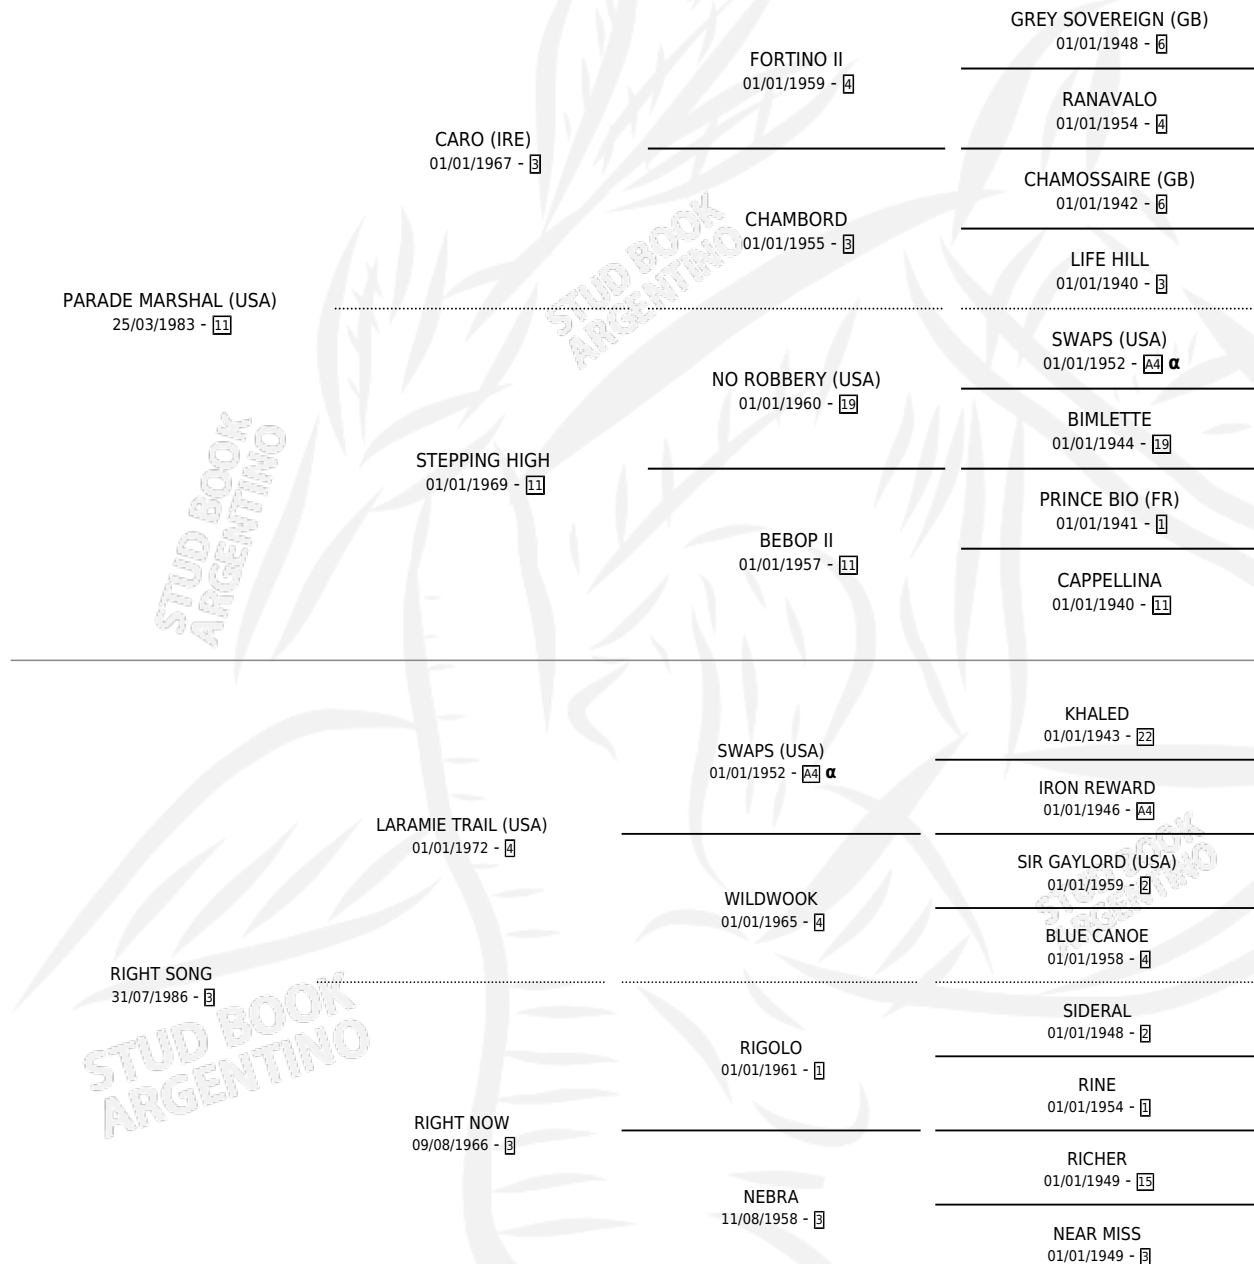 GREY SOVEREIGN (GB)
01/01/1948 - 6
FORTINO II
01/01/1959 - 4
RANAVALO
01/01/1954 - 4
CARO (IRE)
01/01/1967 - 3
CHAMOSSAIRE (GB)
01/01/1942 - 6
CHAMBORD
01/01/1955 - 3
LIFE HILL
01/01/1940 - 3
PARADE MARSHAL (USA)
25/03/1983 - 11
SWAPS (USA)
01/01/1952 - A4 α
NO ROBBERY (USA)
01/01/1960 - 19
BIMLETTE
01/01/1944 - 19
STEPPING HIGH
01/01/1969 - 11
PRINCE BIO (FR)
01/01/1941 - 1
BEBOP II
01/01/1957 - 11
CAPPELLINA
01/01/1940 - 11
KHALED
01/01/1943 - 22
SWAPS (USA)
01/01/1952 - A4 α
IRON REWARD
01/01/1946 - A4
LARAMIE TRAIL (USA)
01/01/1972 - 4
SIR GAYLORD (USA)
01/01/1959 - 2
WILDWOOK
01/01/1965 - 4
BLUE CANOE
01/01/1958 - 4
RIGHT SONG
31/07/1986 - 3
SIDERAL
01/01/1948 - 2
RIGOLO
01/01/1961 - 1
RINE
01/01/1954 - 1
RIGHT NOW
09/08/1966 - 3
RICHER
01/01/1949 - 15
NEBRA
11/08/1958 - 3
NEAR MISS
01/01/1949 - 3
STUD BOOK
ARGENTINO
STUD BOOK
ARGENTINO
STUD BOOK
ARGENTINO
STUD BOOK
ARGENTINO